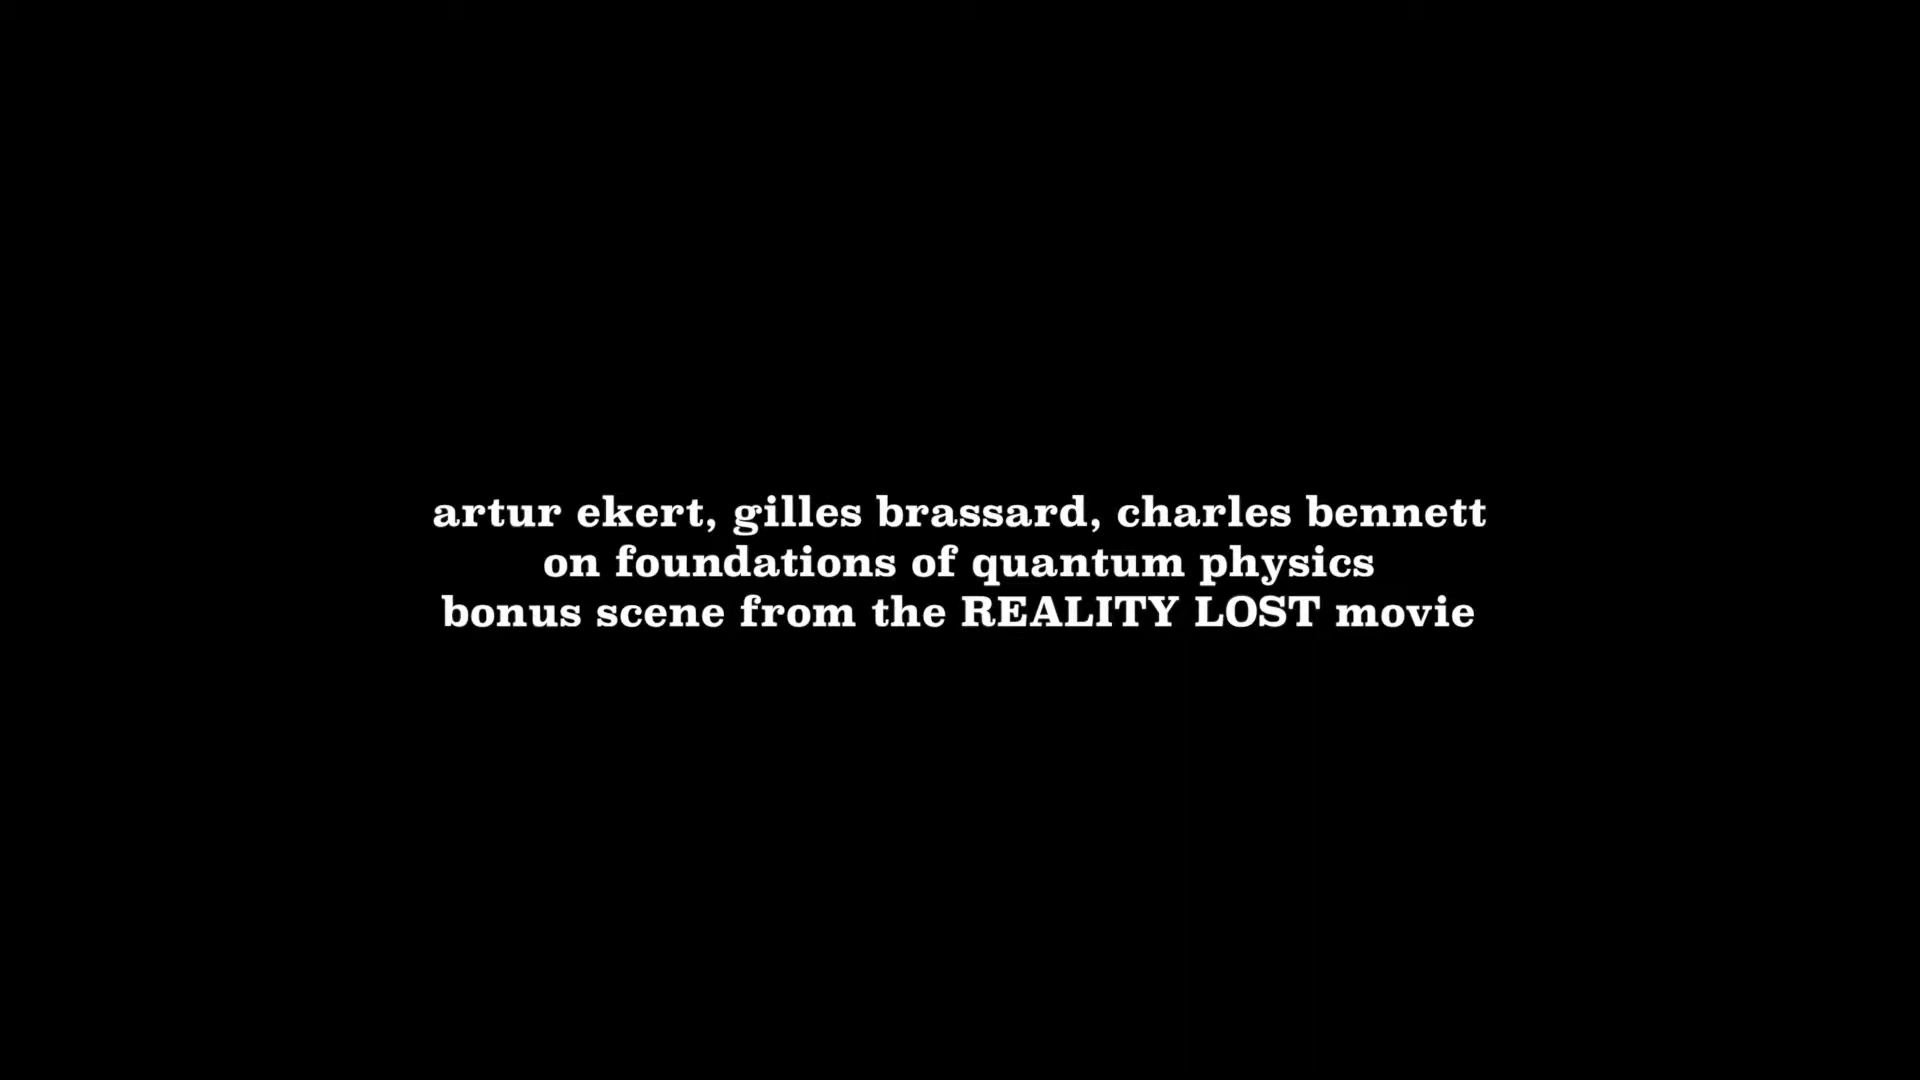 artur ekert, gilles brassard, charles bennett
on foundations of quantum physics
bonus scene from the REALITY LOST movie